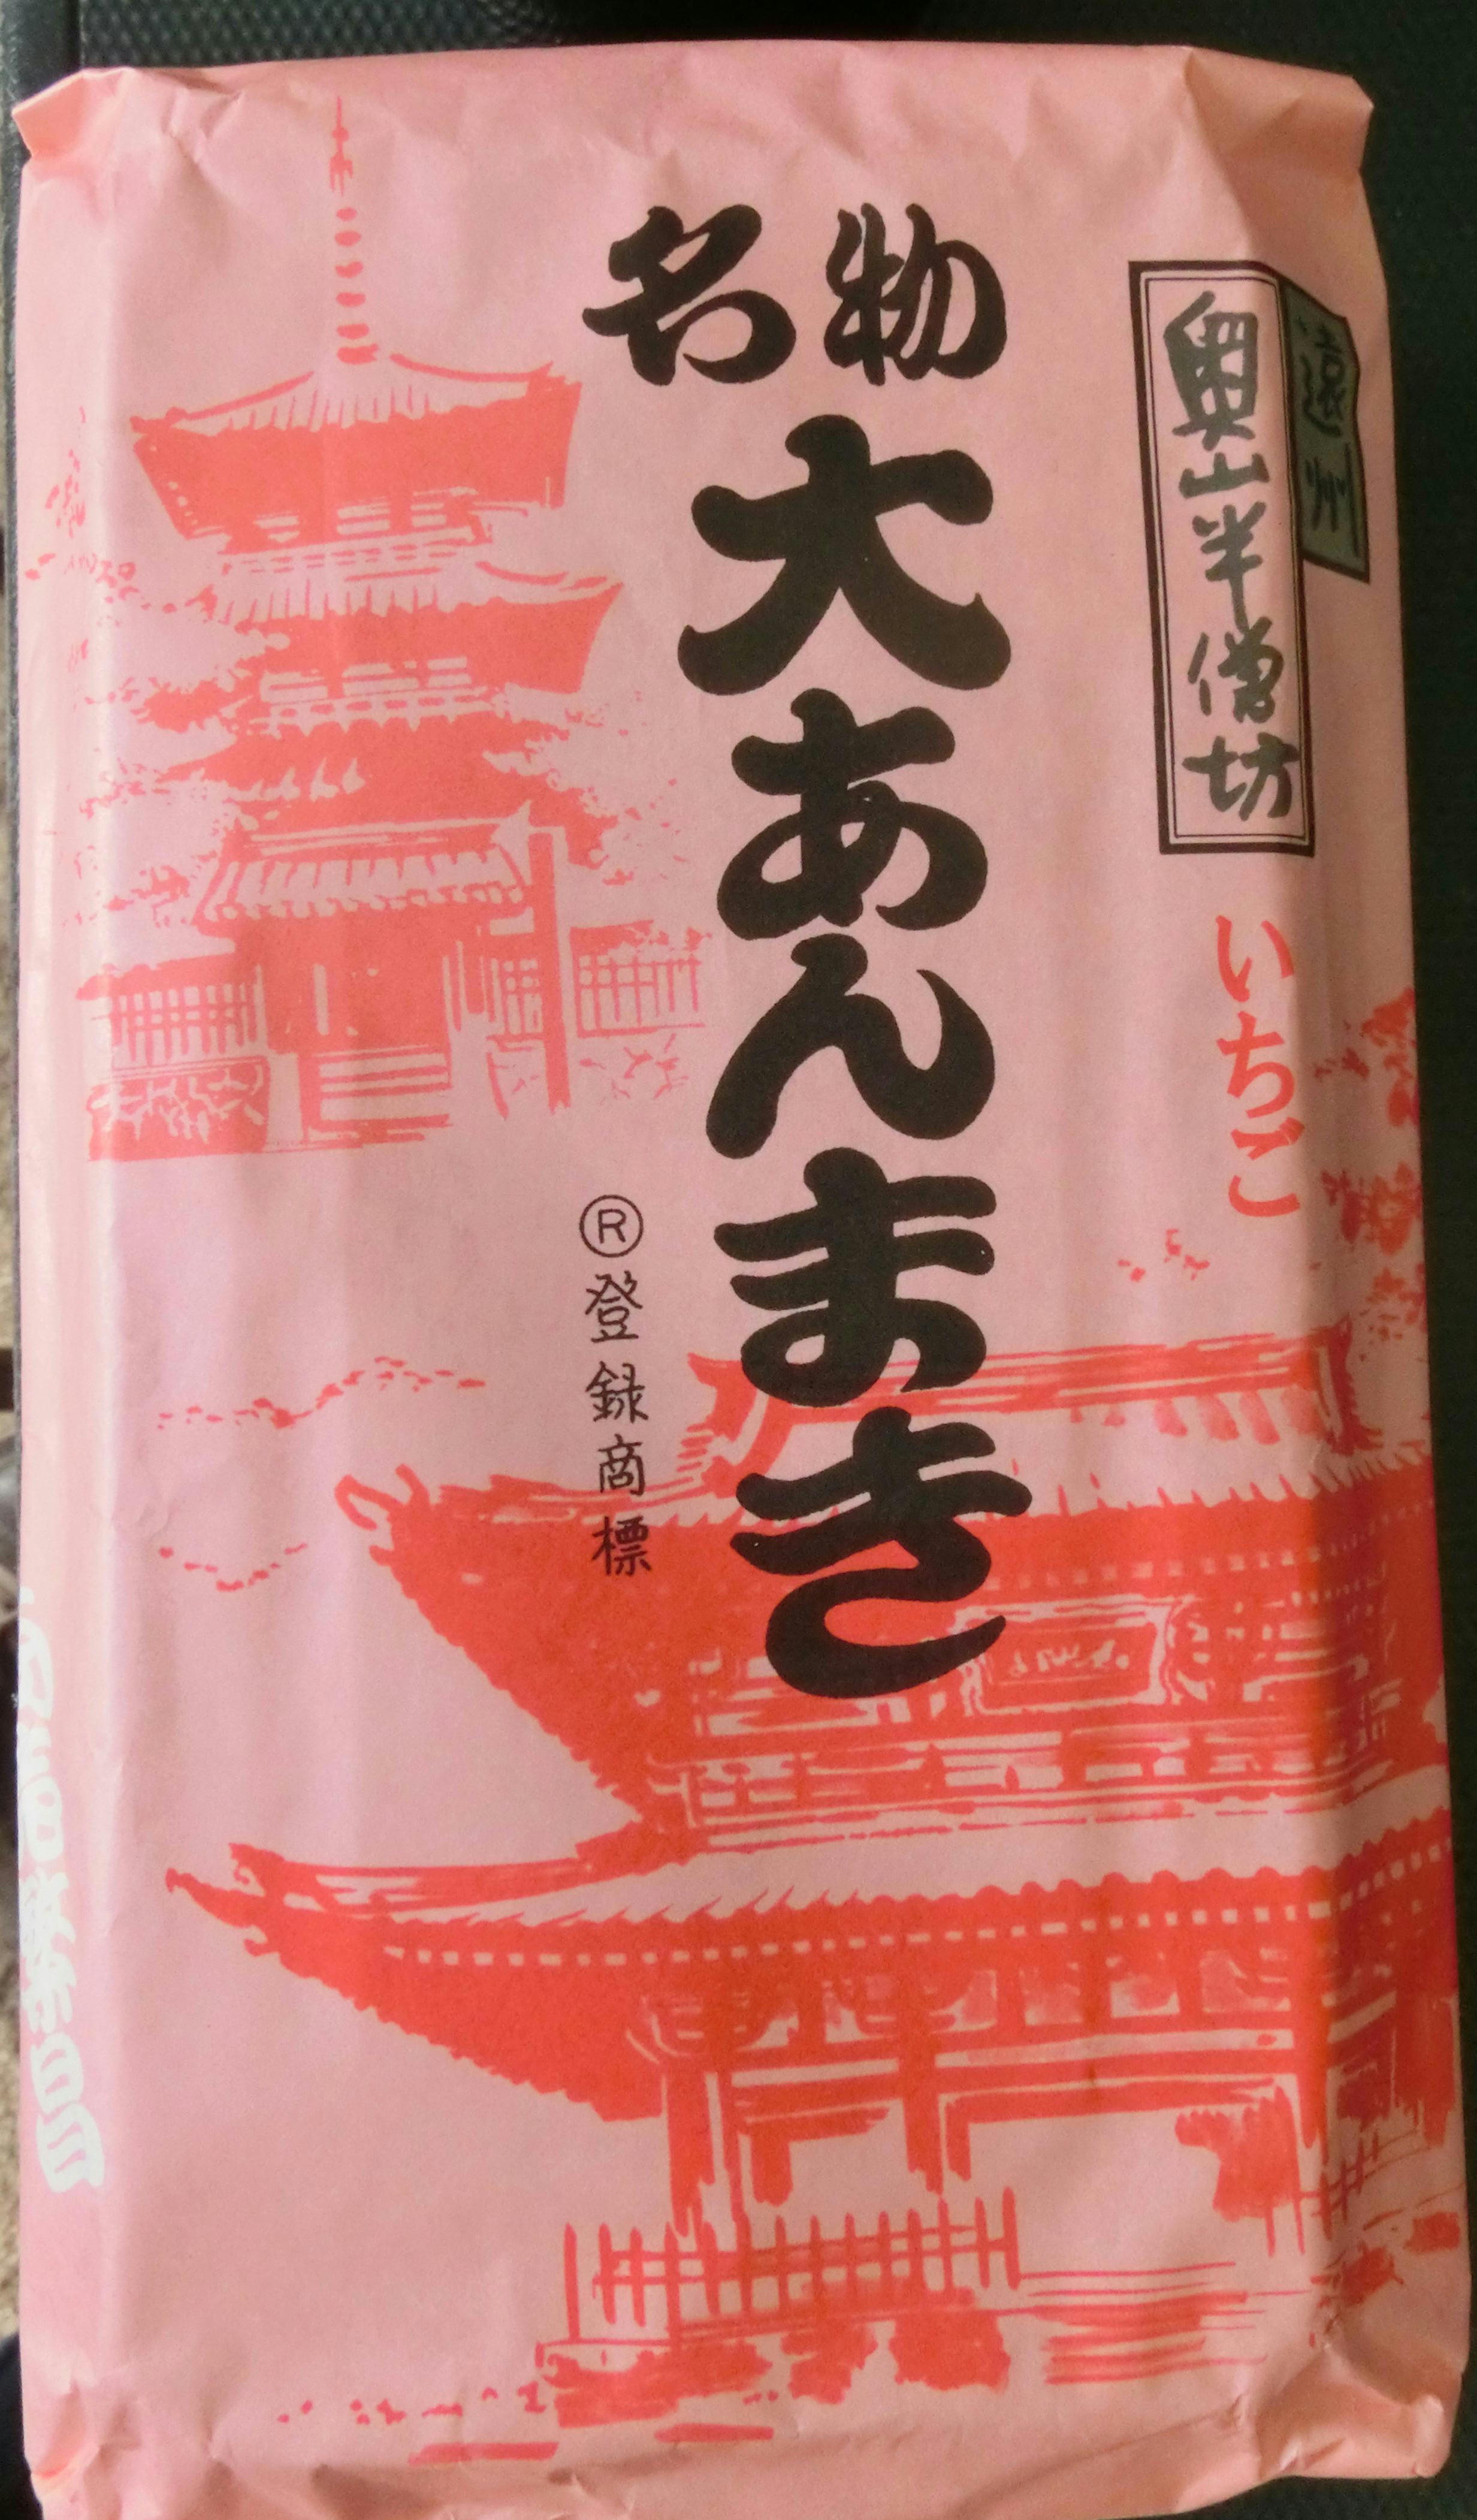 遠州
奥山半僧坊
いちご
名物
大あんまき
®登録商標